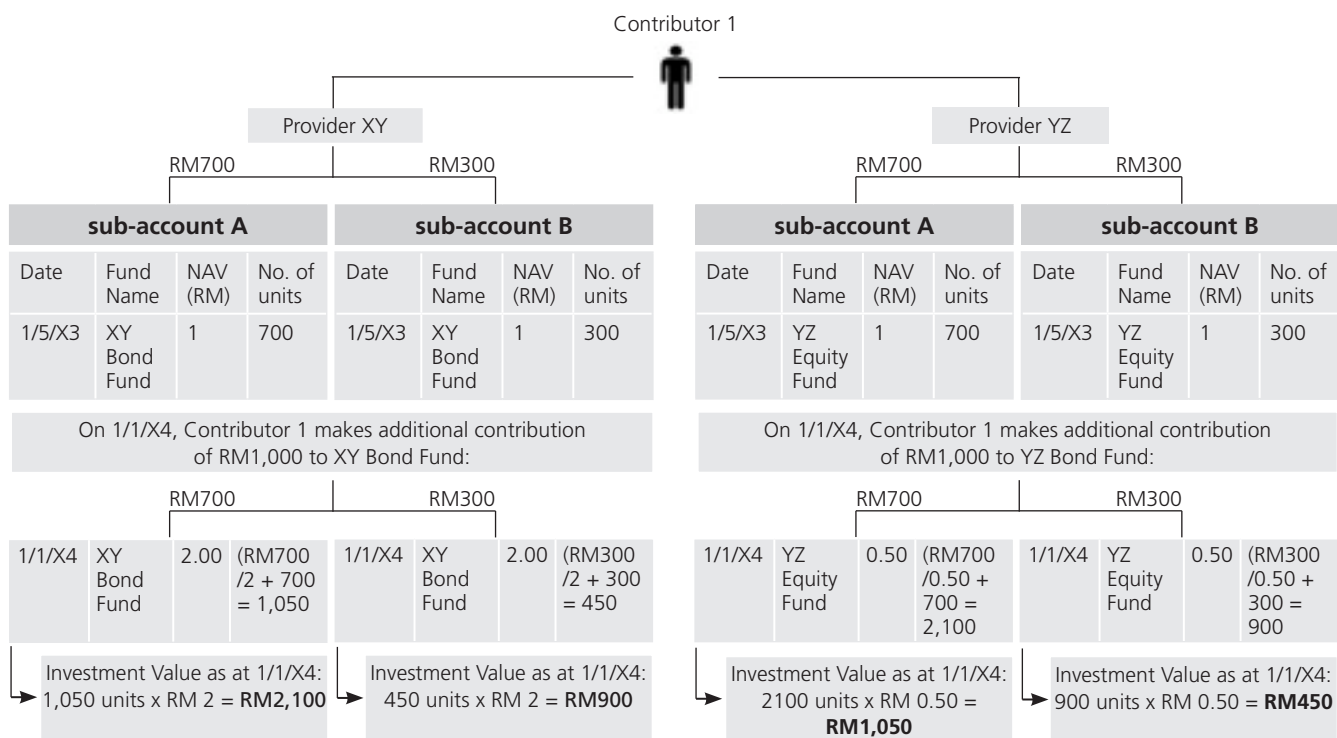 Contributor 1
Provider XY
RM700
RM300
sub-account A
sub-account B
Date
Fund
Name
NAV
(RM)
No. of
units
Date
Fund
Name
NAV
(RM)
No. of
units
1/5/X3
XY
Bond
Fund
1
700
1/5/X3
XY
Bond
Fund
1
300
On 1/1/X4, Contributor 1 makes additional contribution
of RM1,000 to XY Bond Fund:
RM700
RM300
1/1/X4
XY
Bond
Fund
2.00
(RM700
/2 + 700
= 1,050
1/1/X4
XY
Bond
Fund
2.00
(RM300
/2 + 300
= 450
Investment Value as at 1/1/X4:
1,050 units x RM 2 = RM2,100
Investment Value as at 1/1/X4:
450 units x RM 2 = RM900
Provider YZ
RM700
RM300
sub-account A
sub-account B
Date
Fund
Name
NAV
(RM)
No. of
units
Date
Fund
Name
NAV
(RM)
No. of
units
1/5/X3
YZ
Equity
Fund
1
700
1/5/X3
YZ
Equity
Fund
1
300
On 1/1/X4, Contributor 1 makes additional contribution
of RM1,000 to YZ Bond Fund:
RM700
RM300
1/1/X4
YZ
Equity
Fund
0.50
(RM700
/0.50 +
700 =
2,100
1/1/X4
YZ
Equity
Fund
0.50
(RM300
/0.50 +
300 =
900
Investment Value as at 1/1/X4:
2100 units x RM 0.50 =
RM1,050
Investment Value as at 1/1/X4:
900 units x RM 0.50 = RM450